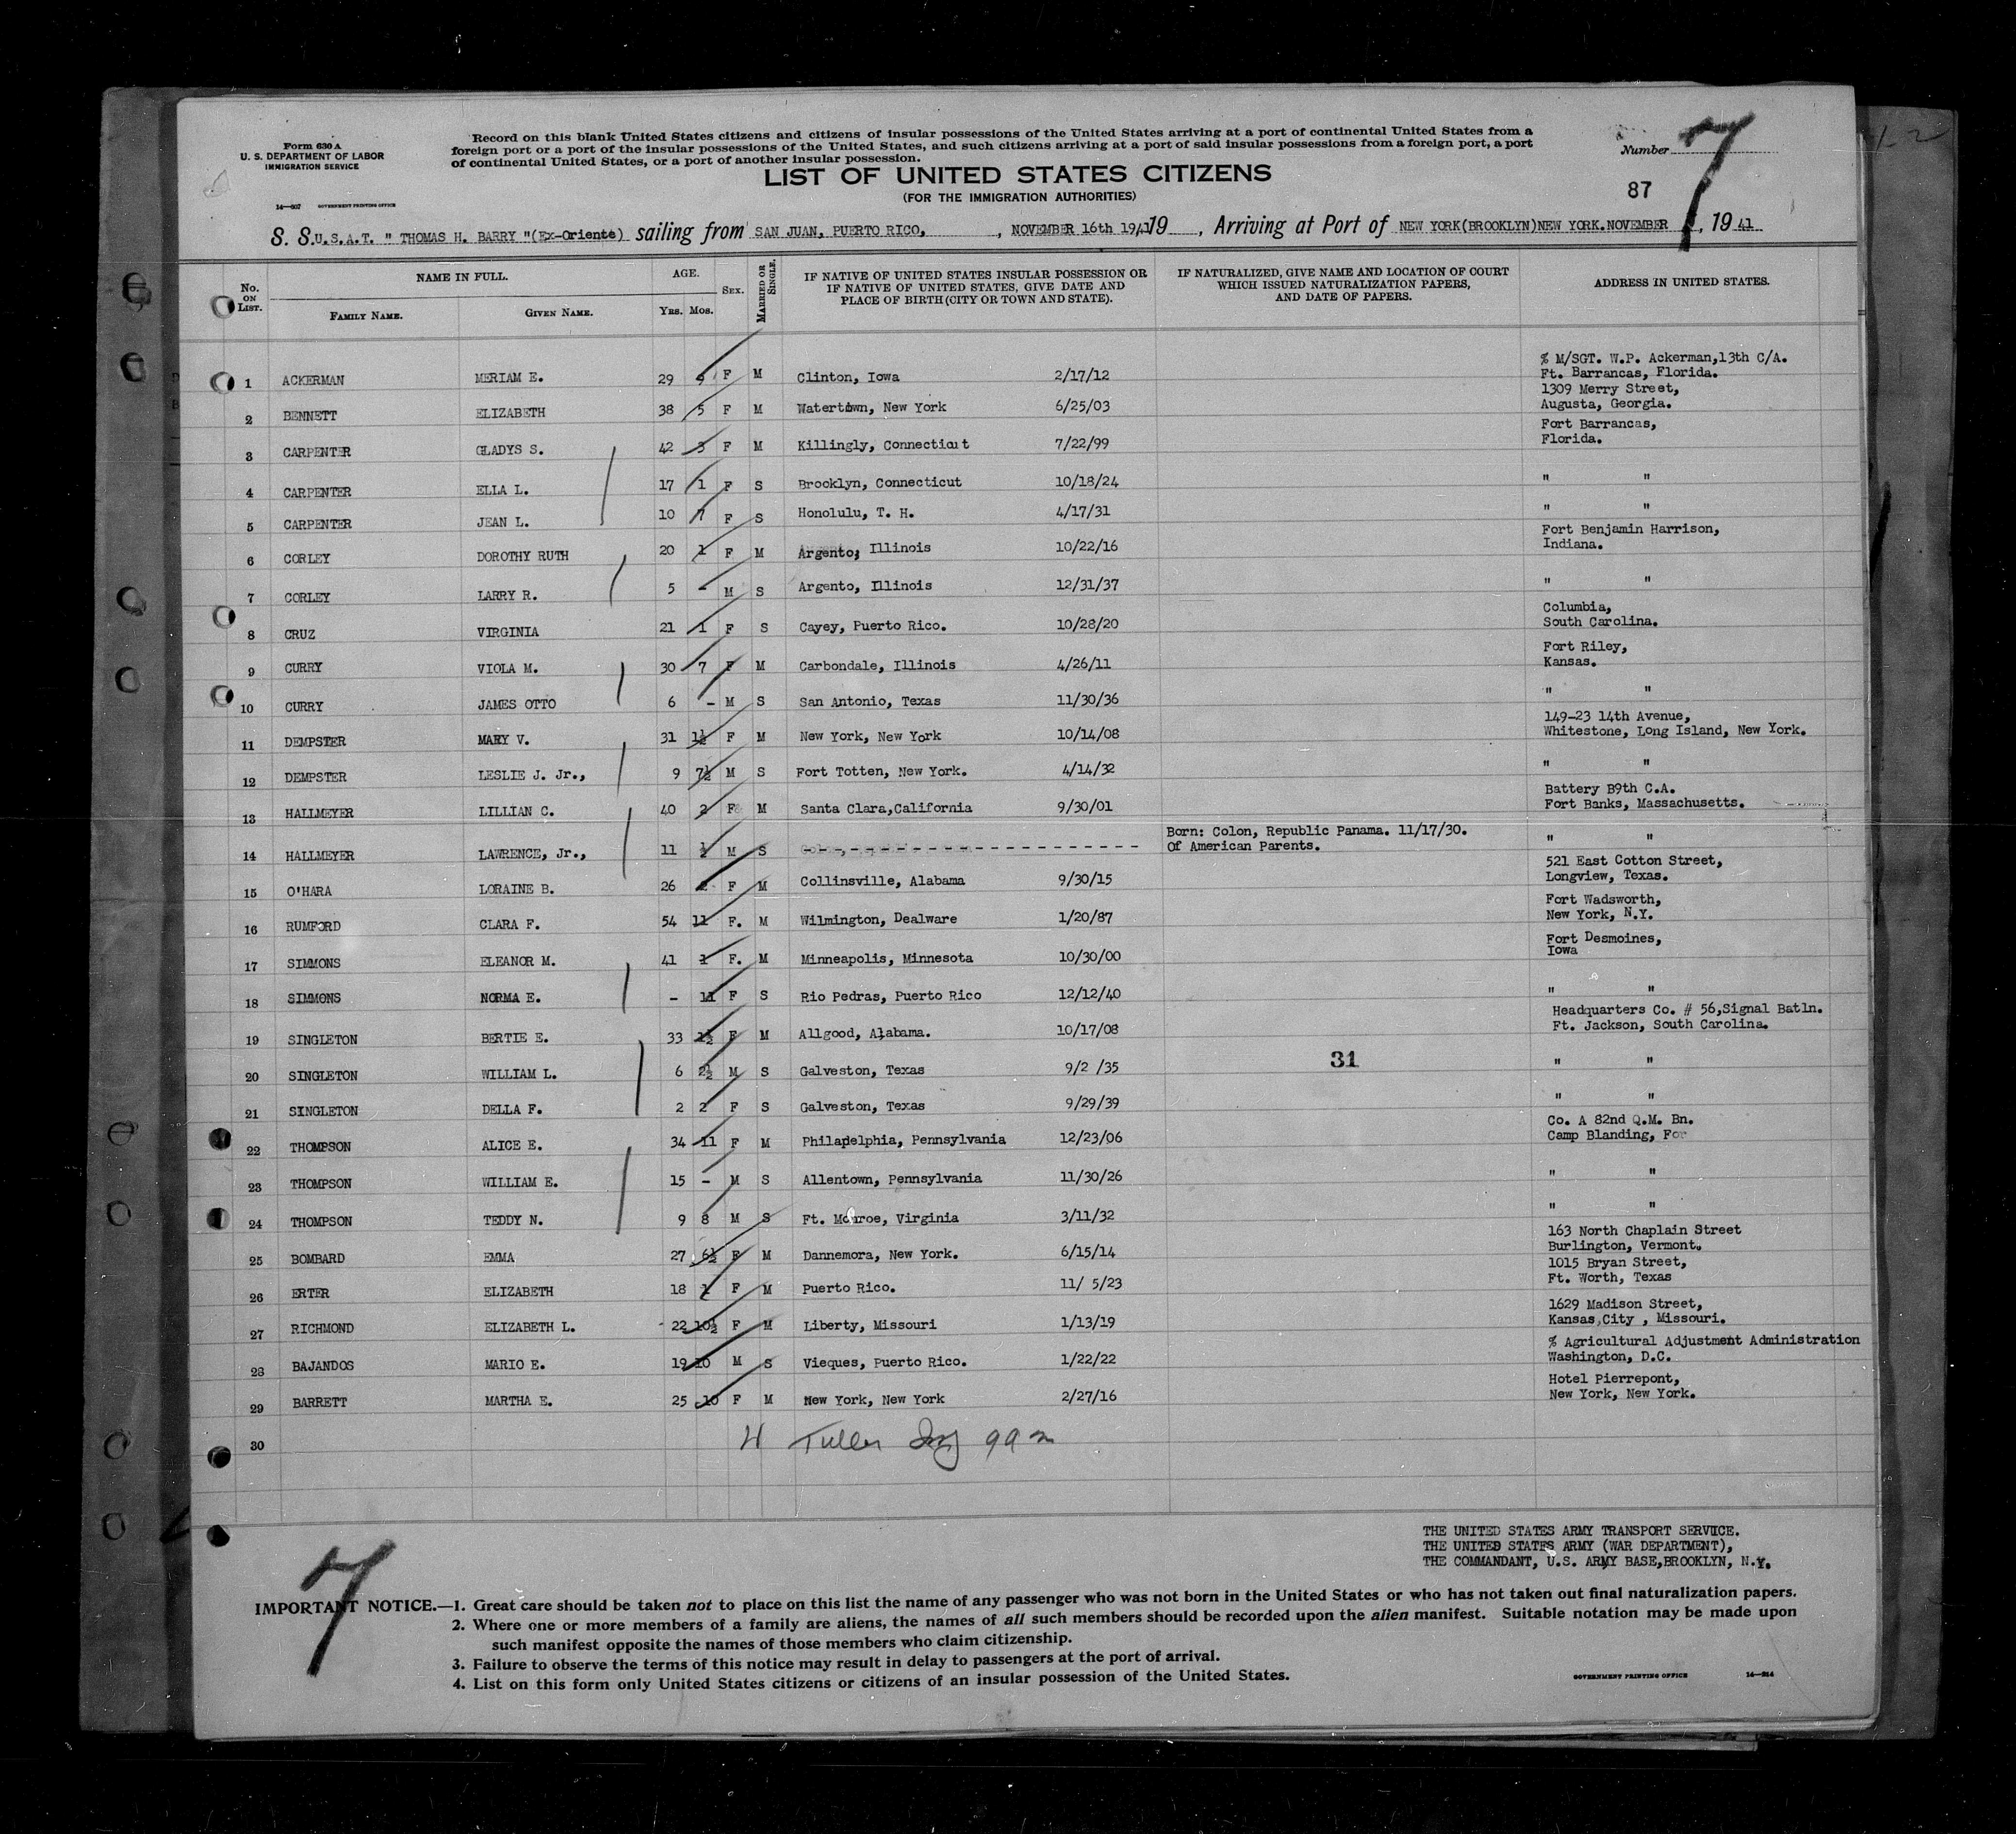 Form 630 A
U. S. DEPARTMENT OF LABOR
IMMIGRATION SERVICE
14—507 GOVERNMENT PRINTING OFFICE
Record on this blank United States citizens and citizens of insular possessions of the United States arriving at a port of continental United States from a
foreign port or a port of the insular possessions of the United States, and such citizens arriving at a port of said insular possessions from a foreign port, a port
of continental United States, or a port of another insular possession.
Number 7
87
LIST OF UNITED STATES CITIZENS
(FOR THE IMMIGRATION AUTHORITIES)
S. S. U.S.A.T. " THOMAS H. BARRY "(Ex-Oriente) sailing from SAN JUAN, PUERTO RICO, , NOVEMBER 16th 1941 19 , Arriving at Port of NEW YORK(BROOKLYN)NEW YORK.NOVEMBER , 19 41
No. ON LIST. NAME IN FULL. FAMILY NAME. GIVEN NAME. AGE. YRS. MOS. SEX. MARRIED OR SINGLE. IF NATIVE OF UNITED STATES INSULAR POSSESSION OR IF NATIVE OF UNITED STATES, GIVE DATE AND PLACE OF BIRTH (CITY OR TOWN AND STATE). IF NATURALIZED, GIVE NAME AND LOCATION OF COURT WHICH ISSUED NATURALIZATION PAPERS, AND DATE OF PAPERS. ADDRESS IN UNITED STATES.
1 ACKERMAN MERIAM E. 29 9 F M Clinton, Iowa 2/17/12 % M/SGT. W.P. Ackerman,13th C/A. Ft. Barrancas, Florida.
2 BENNETT ELIZABETH 38 5 F M Watertown, New York 6/25/03 1309 Merry Street, Augusta, Georgia.
3 CARPENTER GLADYS S. 42 3 F M Killingly, Connecticut 7/22/99 Fort Barrancas, Florida.
4 CARPENTER ELLA L. 17 1 F S Brooklyn, Connecticut 10/18/24 " "
5 CARPENTER JEAN L. 10 7 F S Honolulu, T. H. 4/17/31 " "
6 CORLEY DOROTHY RUTH 20 1 F M Argento, Illinois 10/22/16 Fort Benjamin Harrison, Indiana.
7 CORLEY LARRY R. 5 - M S Argento, Illinois 12/31/37 " "
8 CRUZ VIRGINIA 21 1 F S Cayey, Puerto Rico. 10/28/20 Columbia, South Carolina.
9 CURRY VIOLA M. 30 7 F M Carbondale, Illinois 4/26/11 Fort Riley, Kansas.
10 CURRY JAMES OTTO 6 - M S San Antonio, Texas 11/30/36 " "
11 DEMPSTER MARY V. 31 1½ F M New York, New York 10/14/08 149-23 14th Avenue, Whitestone, Long Island, New York.
12 DEMPSTER LESLIE J. Jr., 9 7½ M S Fort Totten, New York. 4/14/32 " "
13 HALLMEYER LILLIAN C. 40 2 F M Santa Clara,California 9/30/01 Battery B9th C.A. Fort Banks, Massachusetts.
14 HALLMEYER LAWRENCE, Jr., 11 ½ M S - - - - - - - - - - - - - - - - - - - - - - Born: Colon, Republic Panama. 11/17/30. Of American Parents. " "
15 O'HARA LORAINE B. 26 2 F M Collinsville, Alabama 9/30/15 521 East Cotton Street, Longview, Texas.
16 RUMFORD CLARA F. 54 11 F. M Wilmington, Dealware 1/20/87 Fort Wadsworth, New York, N.Y.
17 SIMMONS ELEANOR M. 41 1 F. M Minneapolis, Minnesota 10/30/00 Fort Desmoines, Iowa
18 SIMMONS NORMA E. - 11 F S Rio Pedras, Puerto Rico 12/12/40 " "
19 SINGLETON BERTIE E. 33 1½ F M Allgood, Alabama. 10/17/08 Headquarters Co. # 56,Signal Batln. Ft. Jackson, South Carolina.
20 SINGLETON WILLIAM L. 6 2½ M S Galveston, Texas 9/2 /35 31 " "
21 SINGLETON DELLA F. 2 2 F S Galveston, Texas 9/29/39 " "
22 THOMPSON ALICE E. 34 11 F M Philadelphia, Pennsylvania 12/23/06 Co. A 82nd Q.M. Bn. Camp Blanding, For
23 THOMPSON WILLIAM E. 15 - M S Allentown, Pennsylvania 11/30/26 " "
24 THOMPSON TEDDY N. 9 8 M S Ft. Monroe, Virginia 3/11/32 " "
25 BOMBARD EMMA 27 6½ F M Dannemora, New York. 6/15/14 163 North Chaplain Street Burlington, Vermont.
26 ERTER ELIZABETH 18 1 F M Puerto Rico. 11/ 5/23 1015 Bryan Street, Ft. Worth, Texas
27 RICHMOND ELIZABETH L. 22 10½ F M Liberty, Missouri 1/13/19 1629 Madison Street, Kansas City , Missouri.
28 BAJANDOS MARIO E. 19 10 M S Vieques, Puerto Rico. 1/22/22 % Agricultural Adjustment Administration Washington, D.C.
29 BARRETT MARTHA E. 25 10 F M New York, New York 2/27/16 Hotel Pierrepont, New York, New York.
30
THE UNITED STATES ARMY TRANSPORT SERVICE.
THE UNITED STATES ARMY (WAR DEPARTMENT),
THE COMMANDANT, U.S. ARMY BASE,BROOKLYN, N.Y.
7
IMPORTANT NOTICE.—1. Great care should be taken not to place on this list the name of any passenger who was not born in the United States or who has not taken out final naturalization papers.
2. Where one or more members of a family are aliens, the names of all such members should be recorded upon the alien manifest. Suitable notation may be made upon
such manifest opposite the names of those members who claim citizenship.
3. Failure to observe the terms of this notice may result in delay to passengers at the port of arrival.
4. List on this form only United States citizens or citizens of an insular possession of the United States.
GOVERNMENT PRINTING OFFICE 14—514